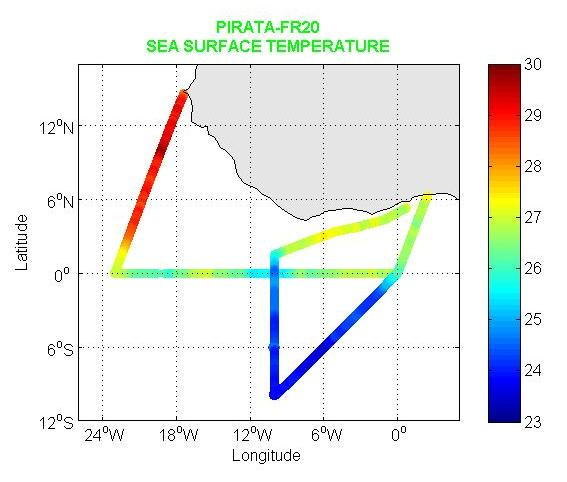 PIRATA-FR20
SEA SURFACE TEMPERATURE
Latitude
12°N
6°N
0°
6°S
12°S
24°W 18°W 12°W 6°W 0°
Longitude
30
29
28
27
26
25
24
23